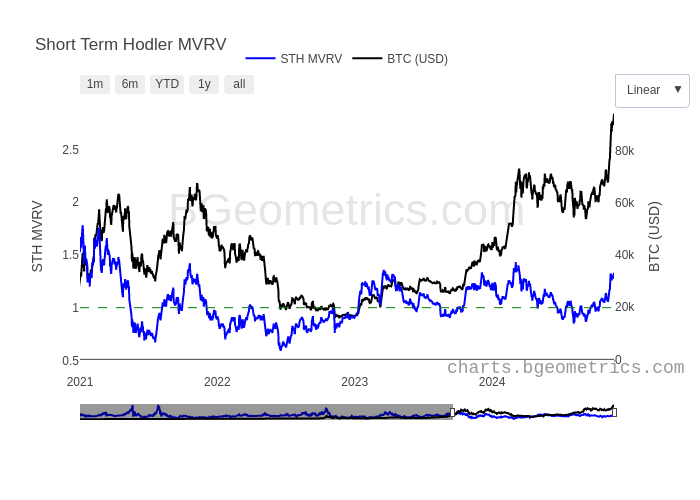 Short Term Hodler MVRV
STH MVRV BTC (USD)
1m 6m YTD 1y all
Linear ▼
2.5
2
1.5
1
0.5
STH MVRV
80k
60k
40k
20k
0
BTC (USD)
BGeometrics.com
charts.bgeometrics.com
2021 2022 2023 2024